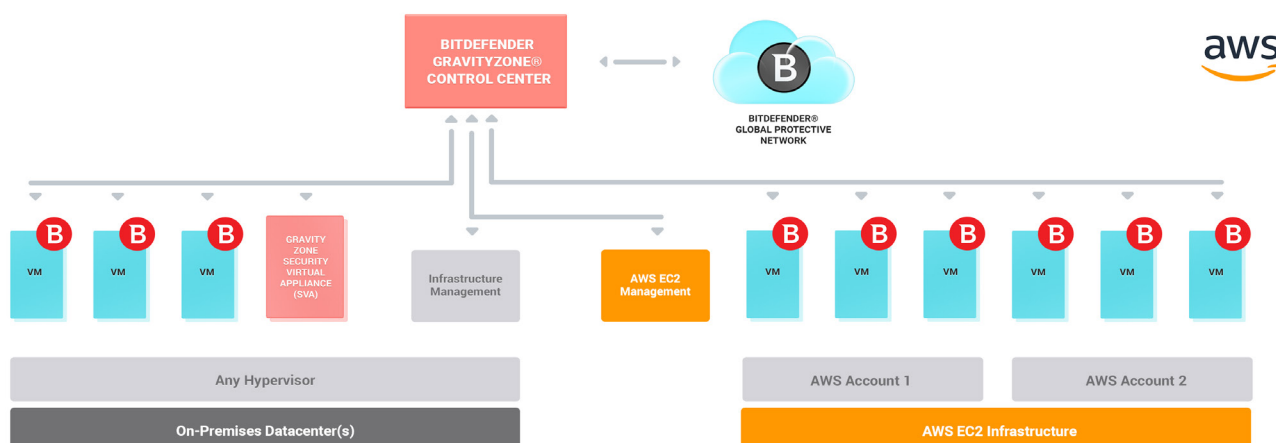 BITDEFENDER
GRAVITYZONE®
CONTROL CENTER
B
BITDEFENDER®
GLOBAL PROTECTIVE
NETWORK
aws
B
VM
B
VM
B
VM
GRAVITY
ZONE
SECURITY
VIRTUAL
APPLIANCE
(SVA)
Infrastructure
Management
AWS EC2
Management
B
VM
B
VM
B
VM
B
VM
B
VM
B
VM
Any Hypervisor
AWS Account 1
AWS Account 2
On-Premises Datacenter(s)
AWS EC2 Infrastructure